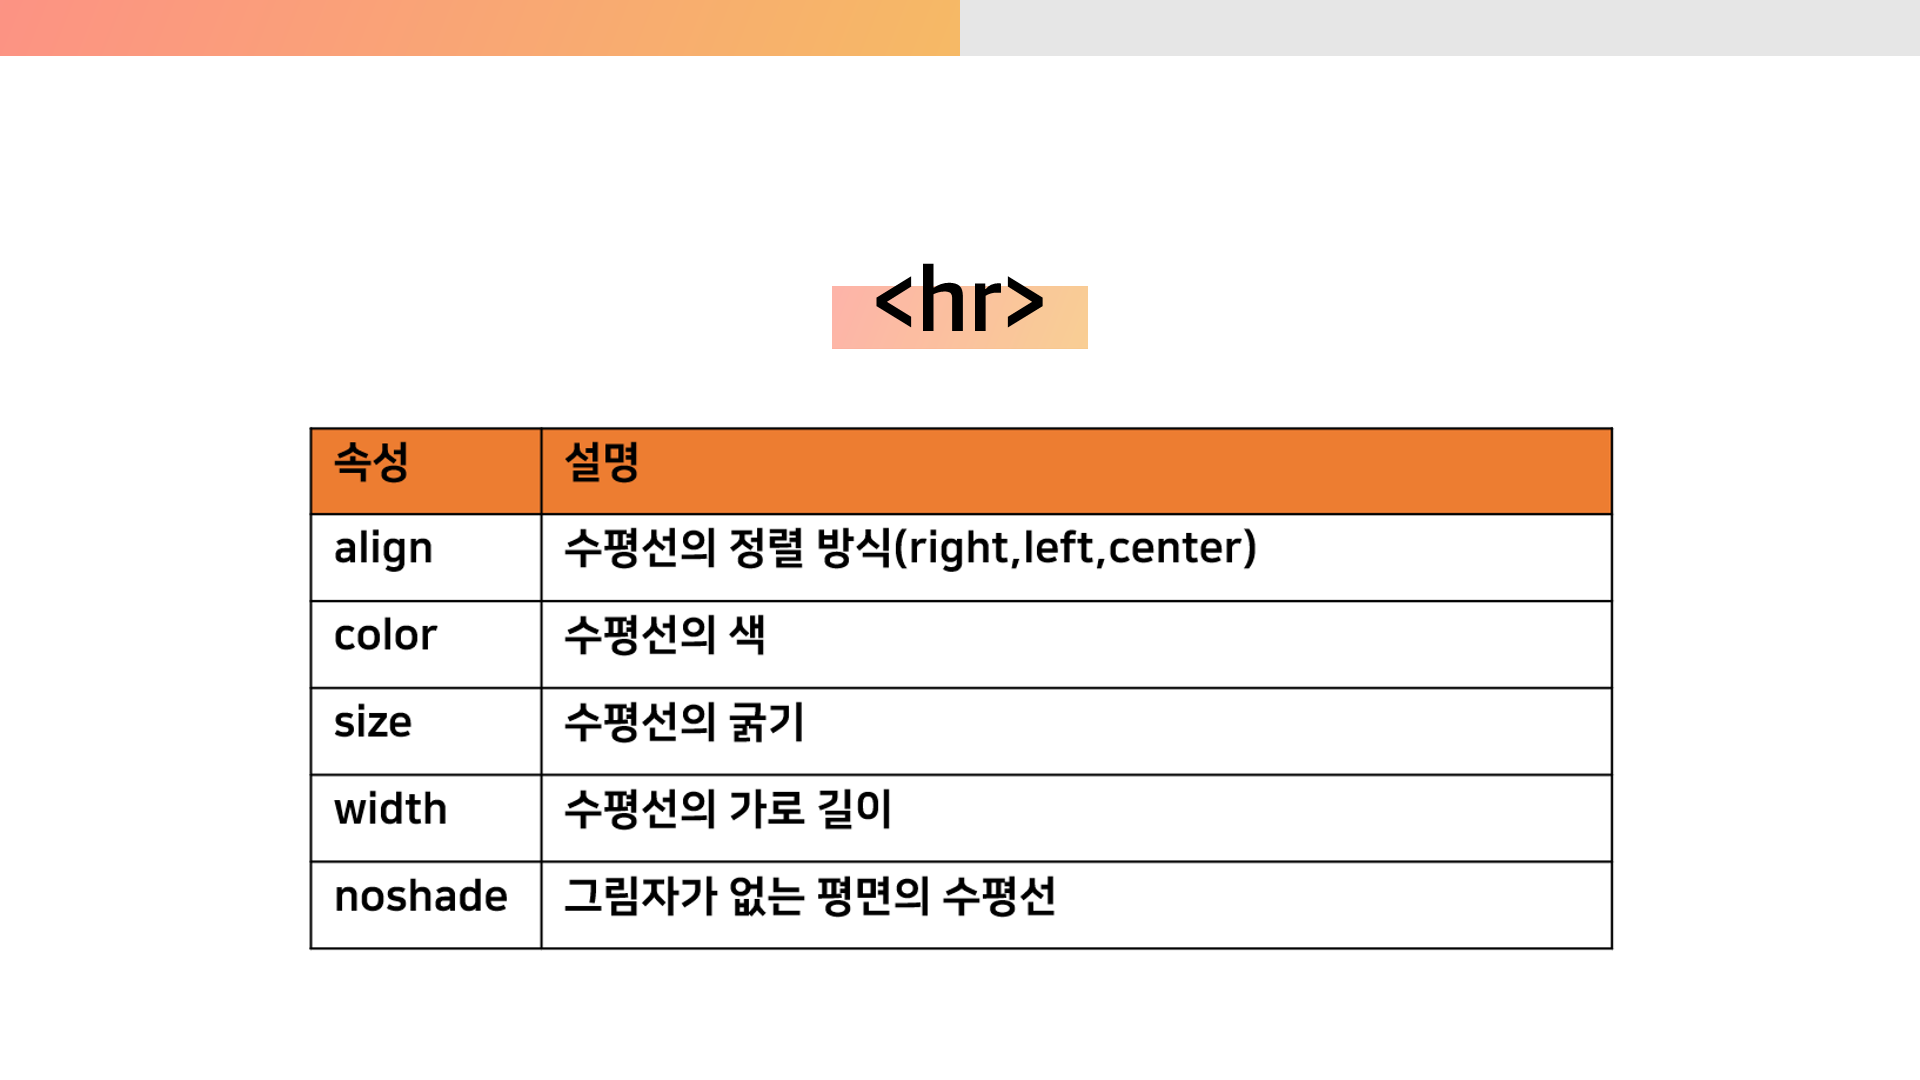 <hr>
속성 설명
align 수평선의 정렬 방식(right,left,center)
color 수평선의 색
size 수평선의 굵기
width 수평선의 가로 길이
noshade 그림자가 없는 평면의 수평선